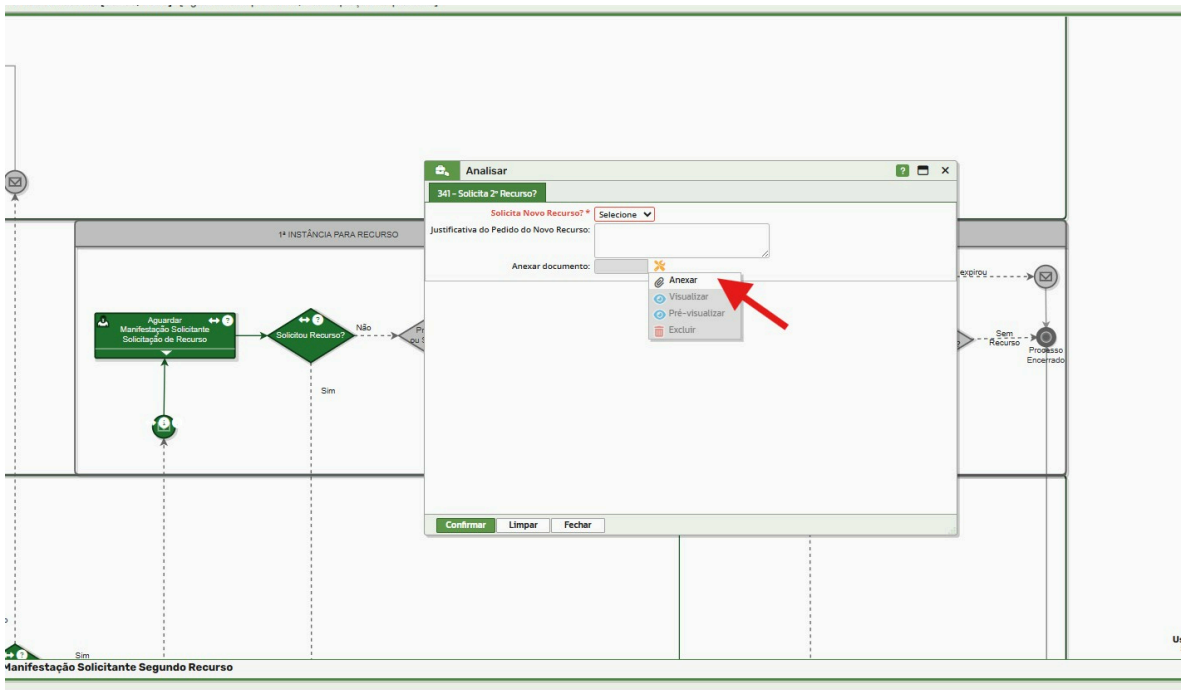 Analisar
341 – Solicita 2º Recurso?
Solicita Novo Recurso? *
Selecione
Justificativa do Pedido do Novo Recurso:
Anexar documento:
Anexar
Visualizar
Pré-visualizar
Excluir
Confirmar
Limpar
Fechar
1ª INSTÂNCIA PARA RECURSO
Aguardar
Manifestação Solicitante
Solicitação de Recurso
Solicitou Recurso?
Não
Sim
expirou
Sem
Recurso
Processo
Encerrado
Sim
Manifestação Solicitante Segundo Recurso